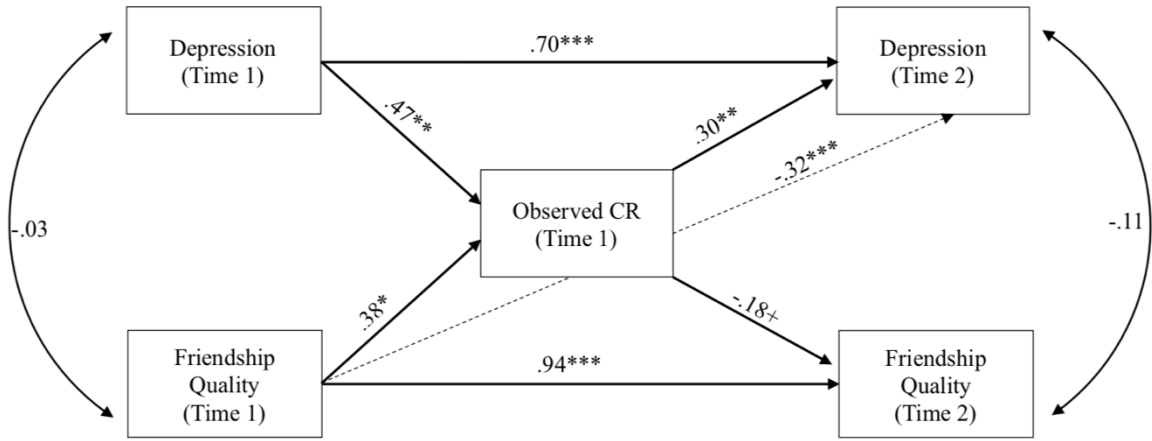 Depression
(Time 1)
.70***
Depression
(Time 2)
.47**
.30**
-.32***
Observed CR
(Time 1)
-.03
-.11
.38*
-.18+
Friendship
Quality
(Time 1)
.94***
Friendship
Quality
(Time 2)